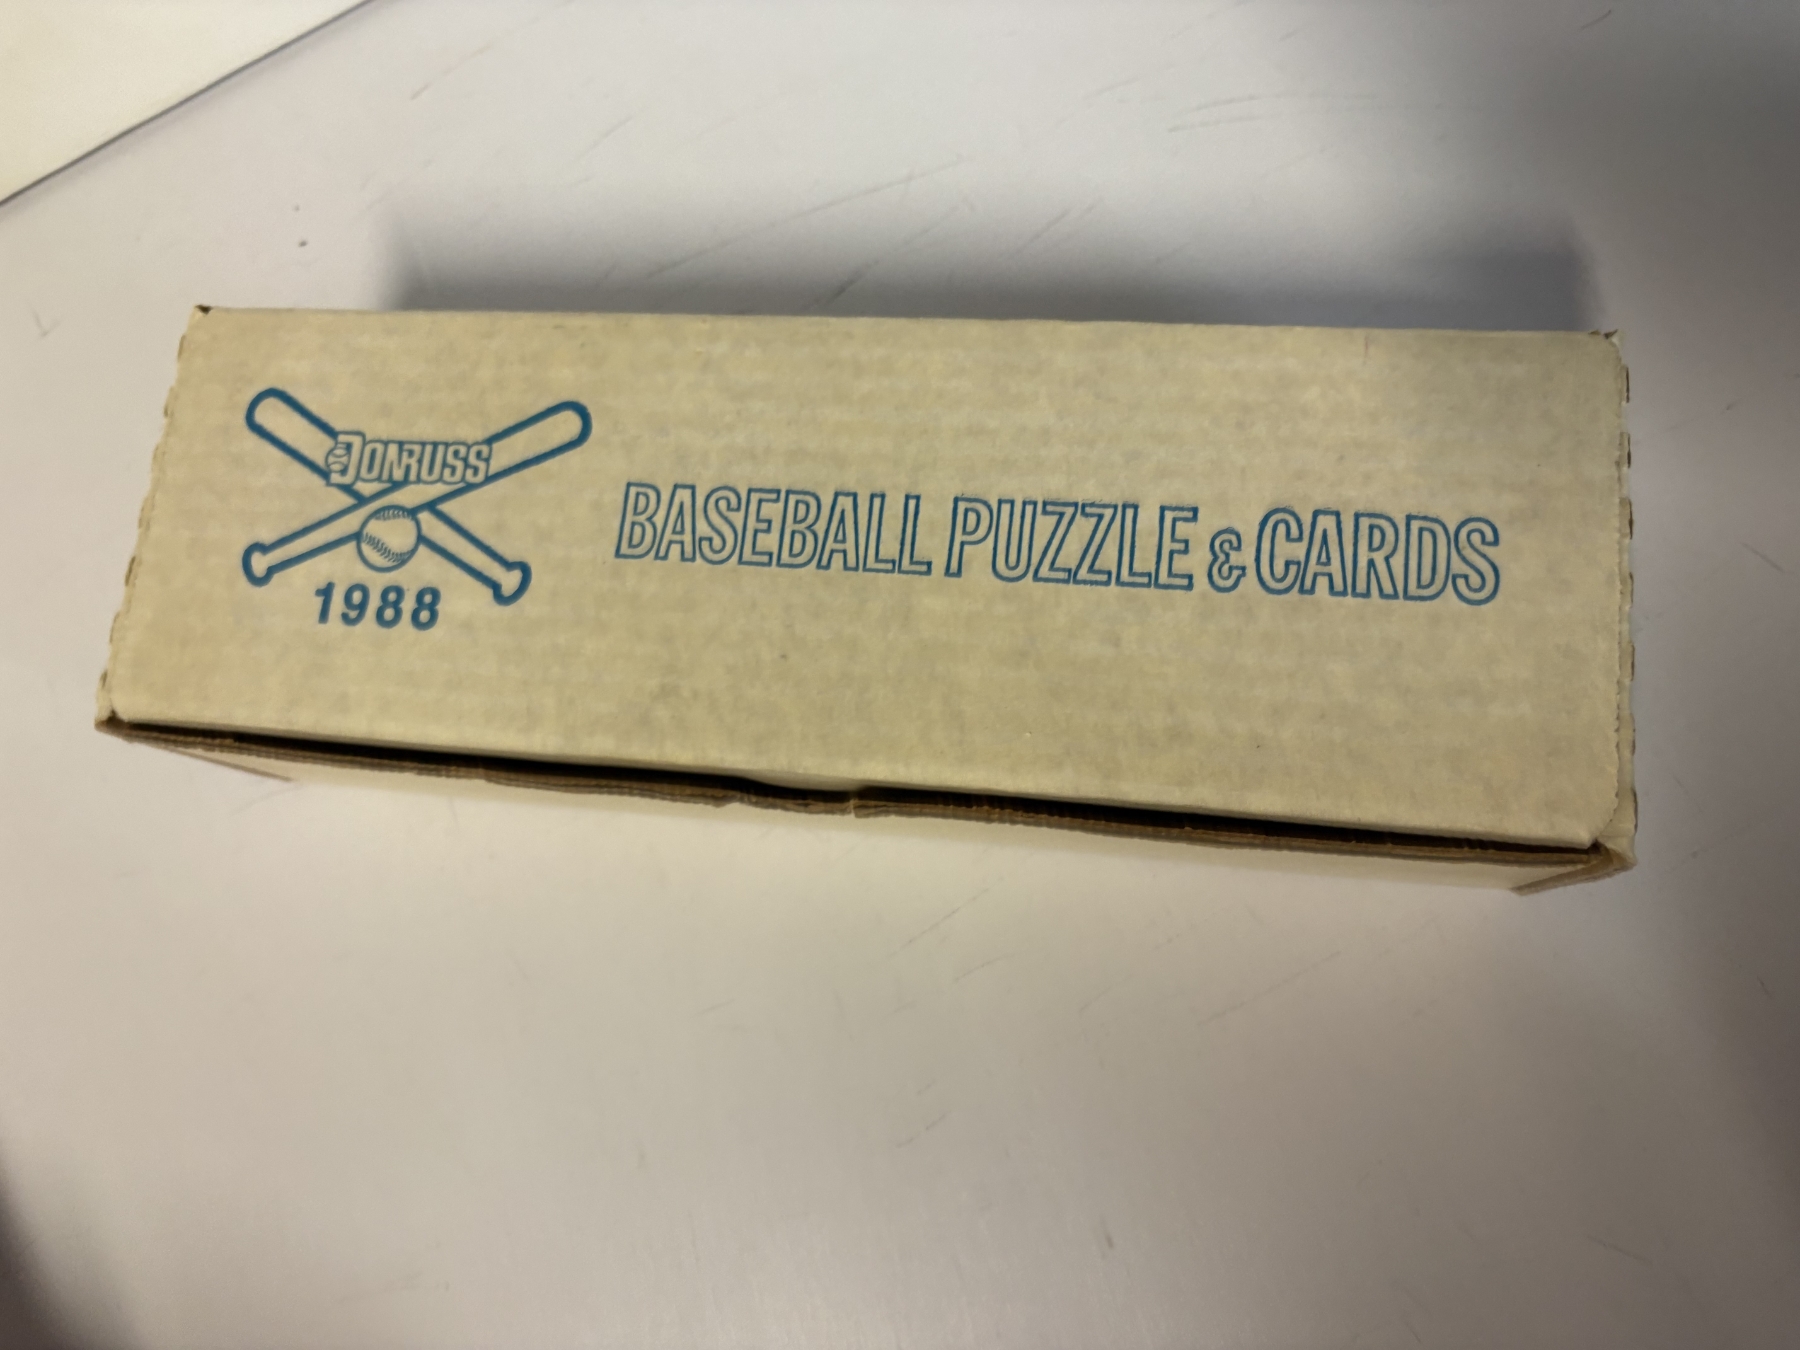 DONRUSS
1988
BASEBALL PUZZLE & CARDS